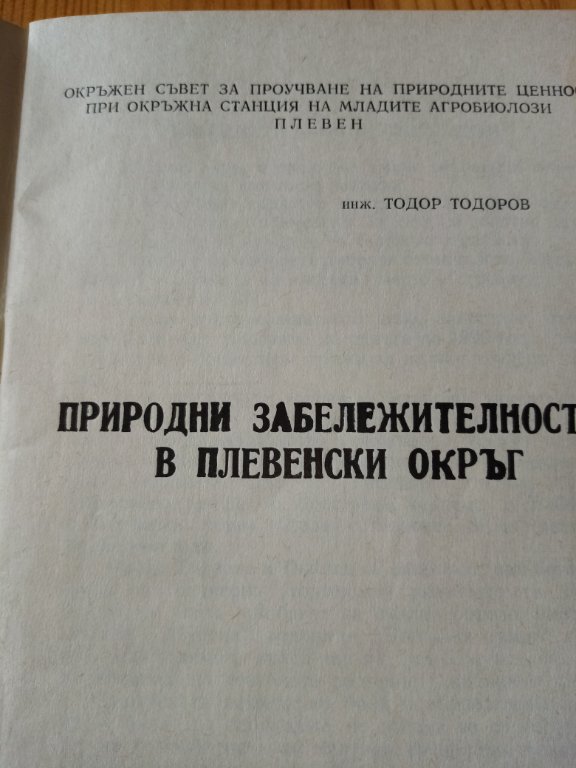 ОКРЪЖЕН СЪВЕТ ЗА ПРОУЧВАНЕ НА ПРИРОДНИТЕ ЦЕННОС
ПРИ ОКРЪЖНА СТАНЦИЯ НА МЛАДИТЕ АГРОБИОЛОЗИ
ПЛЕВЕН
инж. ТОДОР ТОДОРОВ
ПРИРОДНИ ЗАБЕЛЕЖИТЕЛНОСТ
В ПЛЕВЕНСКИ ОКРЪГ